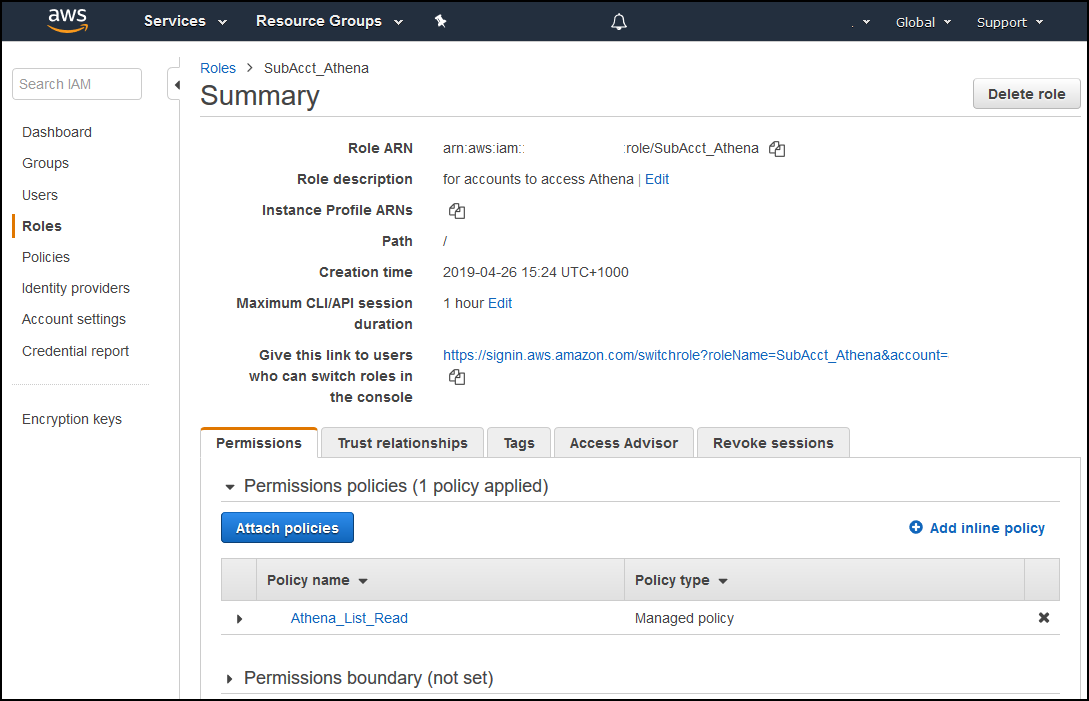 aws Services Resource Groups . Global Support
Search IAM
Dashboard
Groups
Users
Roles
Policies
Identity providers
Account settings
Credential report
Encryption keys
Roles > SubAcct_Athena
Summary
Delete role
Role ARN arn:aws:iam:: :role/SubAcct_Athena
Role description for accounts to access Athena | Edit
Instance Profile ARNs
Path /
Creation time 2019-04-26 15:24 UTC+1000
Maximum CLI/API session 1 hour Edit
duration
Give this link to users https://signin.aws.amazon.com/switchrole?roleName=SubAcct_Athena&account=
who can switch roles in
the console
Permissions Trust relationships Tags Access Advisor Revoke sessions
Permissions policies (1 policy applied)
Attach policies Add inline policy
Policy name Policy type
Athena_List_Read Managed policy
Permissions boundary (not set)